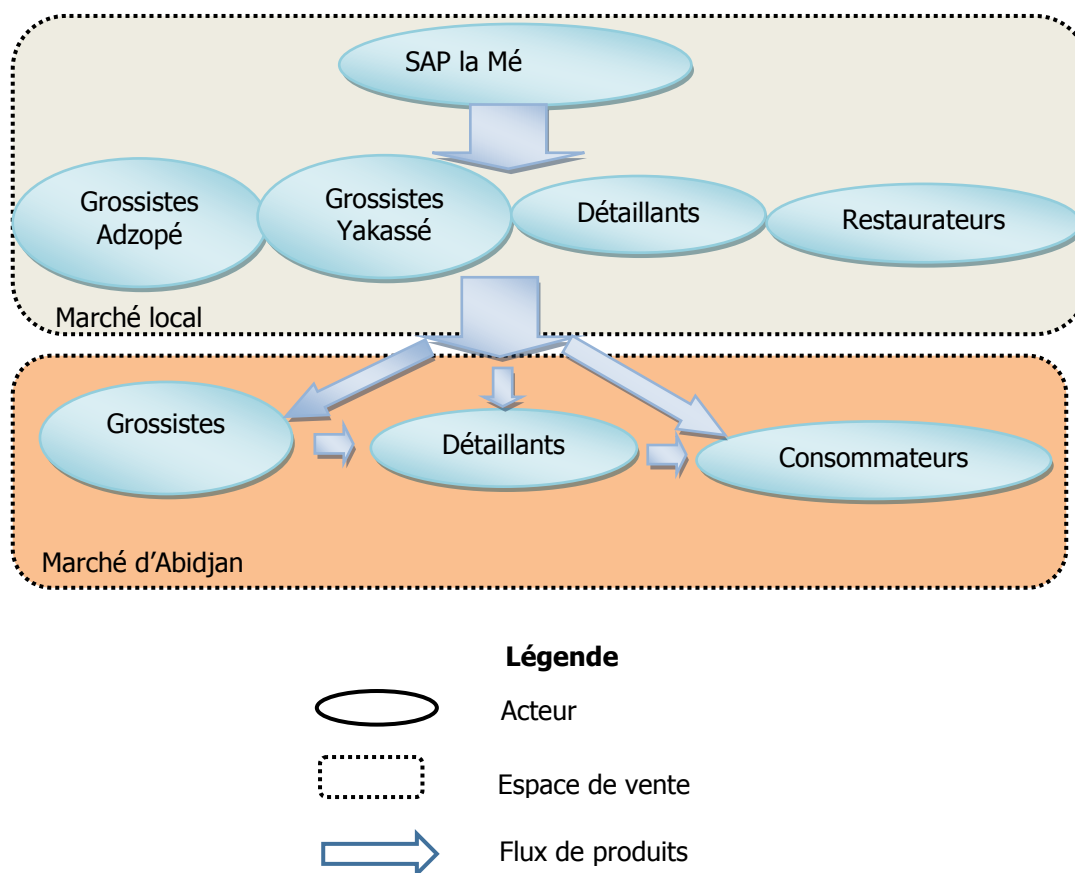 SAP la Mé
Grossistes
Adzopé
Grossistes
Yakassé
Détaillants
Restaurateurs
Marché local
Grossistes
Détaillants
Consommateurs
Marché d’Abidjan
Légende
Acteur
Espace de vente
Flux de produits